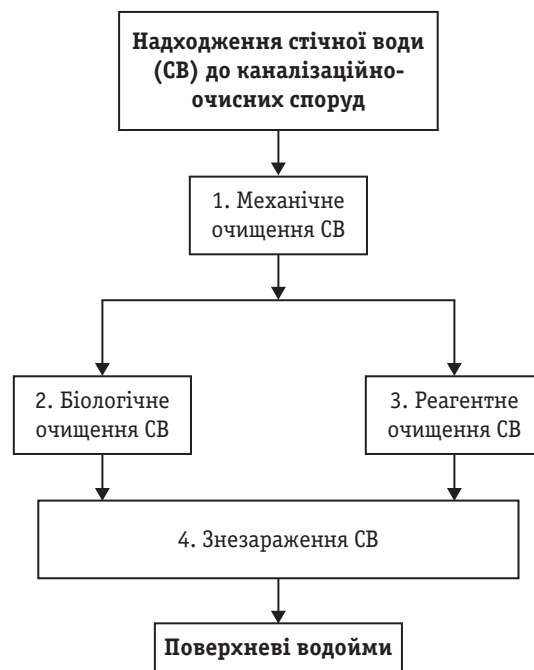 Надходження стічної води
(СВ) до каналізаційно-
очисних споруд
1. Механічне
очищення СВ
2. Біологічне
очищення СВ
3. Реагентне
очищення СВ
4. Знезараження СВ
Поверхневі водойми